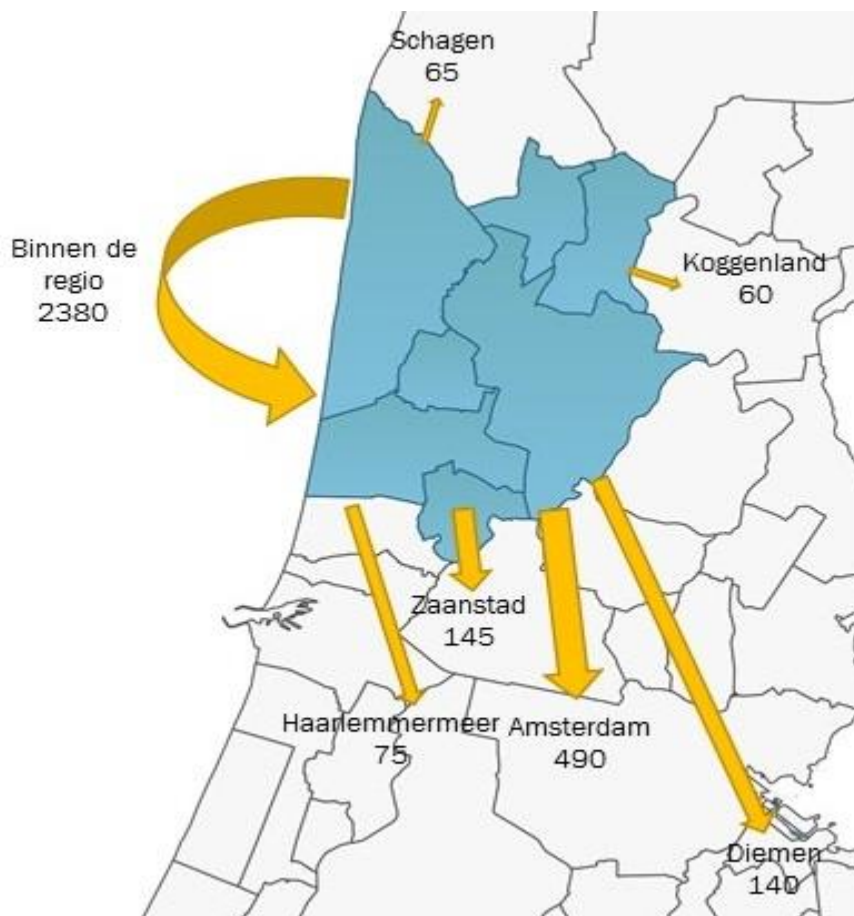 Schagen
65
Binnen de
regio
2380
Koggenland
60
Zaanstad
145
Haarlemmermeer
75
Amsterdam
490
Diemen
140